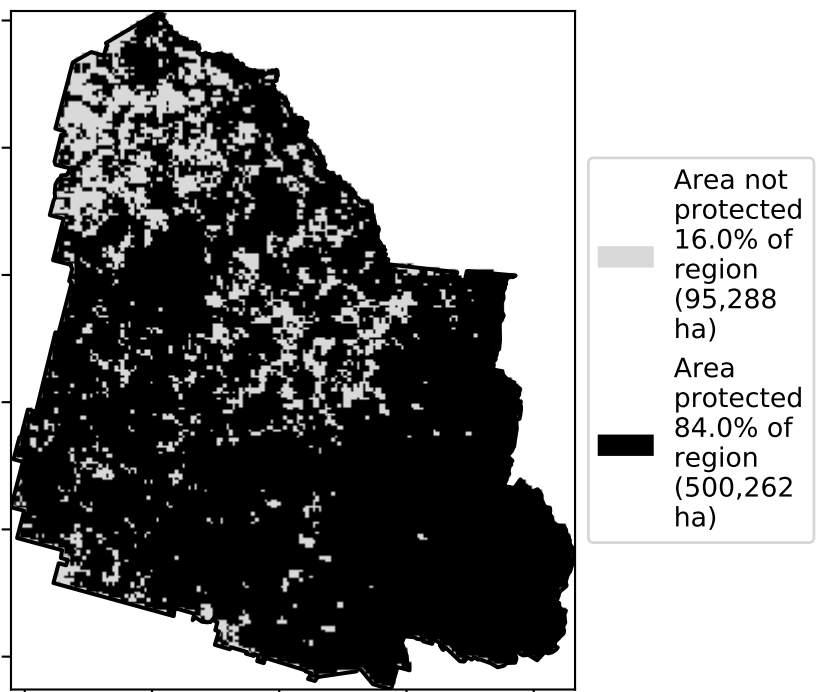 Area not
protected
16.0% of
region
(95,288
ha)
Area
protected
84.0% of
region
(500,262
ha)